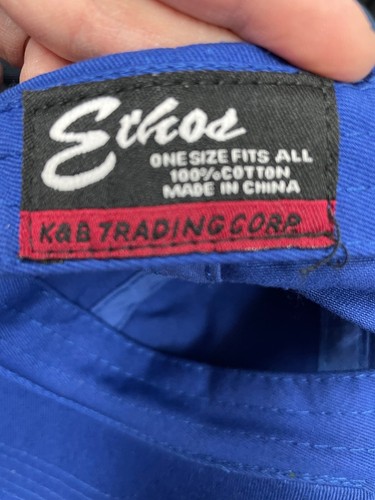 Ethos
ONE SIZE FITS ALL
100% COTTON
MADE IN CHINA
K&B TRADING CORP